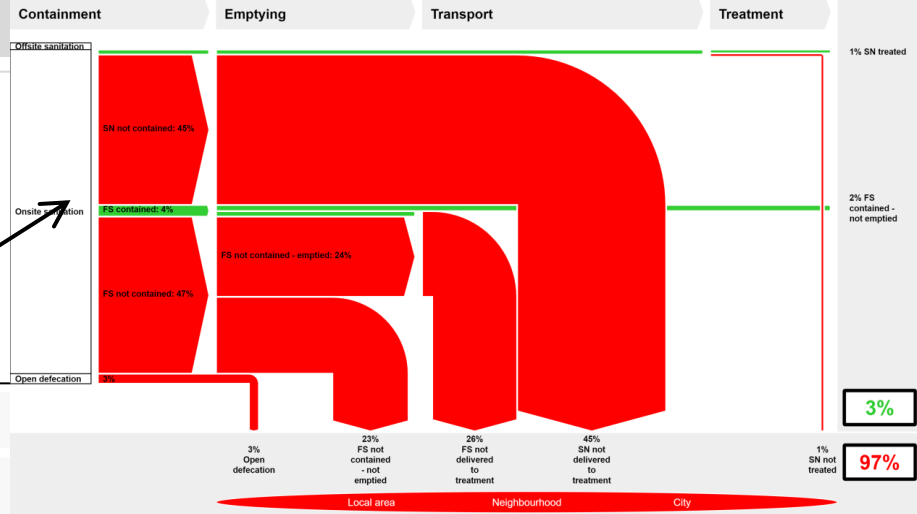 Containment
Emptying
Transport
Treatment
Offsite sanitation
1% SN treated
SN not contained: 45%
Onsite sanitation
FS contained: 4%
2% FS
contained -
not emptied
FS not contained - emptied: 24%
FS not contained: 47%
Open defecation
3%
3%
3%
Open
defecation
23%
FS not
contained
- not
emptied
26%
FS not
delivered
to
treatment
45%
SN not
delivered
to
treatment
1%
SN not
treated
97%
Local area
Neighbourhood
City